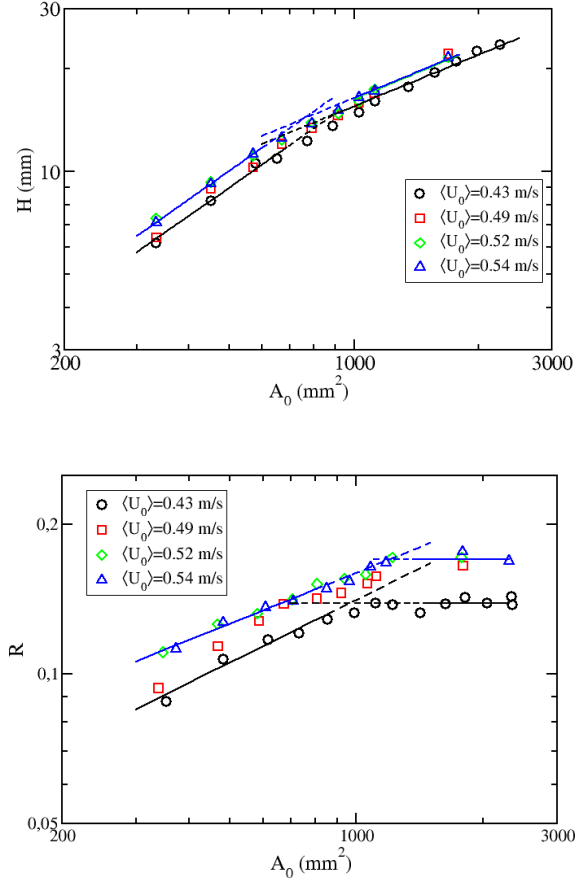 30
H (mm)
10
⟨U₀⟩=0.43 m/s
⟨U₀⟩=0.49 m/s
⟨U₀⟩=0.52 m/s
⟨U₀⟩=0.54 m/s
3
200
1000
3000
A₀ (mm²)
⟨U₀⟩=0.43 m/s
⟨U₀⟩=0.49 m/s
⟨U₀⟩=0.52 m/s
⟨U₀⟩=0.54 m/s
0,2
R
0,1
0,05
200
1000
3000
A₀ (mm²)